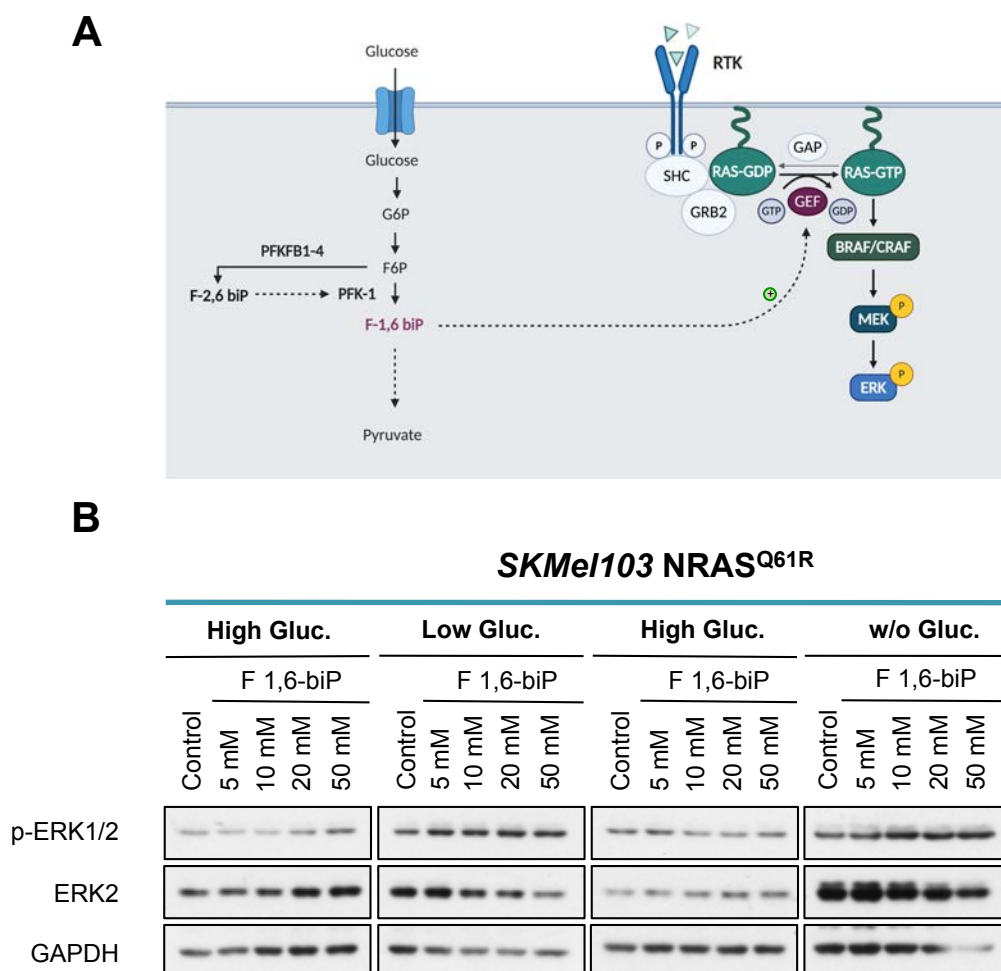 A
Glucose
RTK
Glucose
P P
SHC
RAS-GDP
GAP
RAS-GTP
GRB2
GTP
GEF
GDP
G6P
PFKFB1-4
BRAF/CRAF
F6P
F-2,6 biP
PFK-1
+
F-1,6 biP
P
MEK
P
ERK
Pyruvate
B
SKMel103 NRASQ61R
High Gluc. Low Gluc. High Gluc. w/o Gluc.
F 1,6-biP F 1,6-biP F 1,6-biP F 1,6-biP
Control 5 mM 10 mM 20 mM 50 mM Control 5 mM 10 mM 20 mM 50 mM Control 5 mM 10 mM 20 mM 50 mM Control 5 mM 10 mM 20 mM 50 mM
p-ERK1/2
ERK2
GAPDH